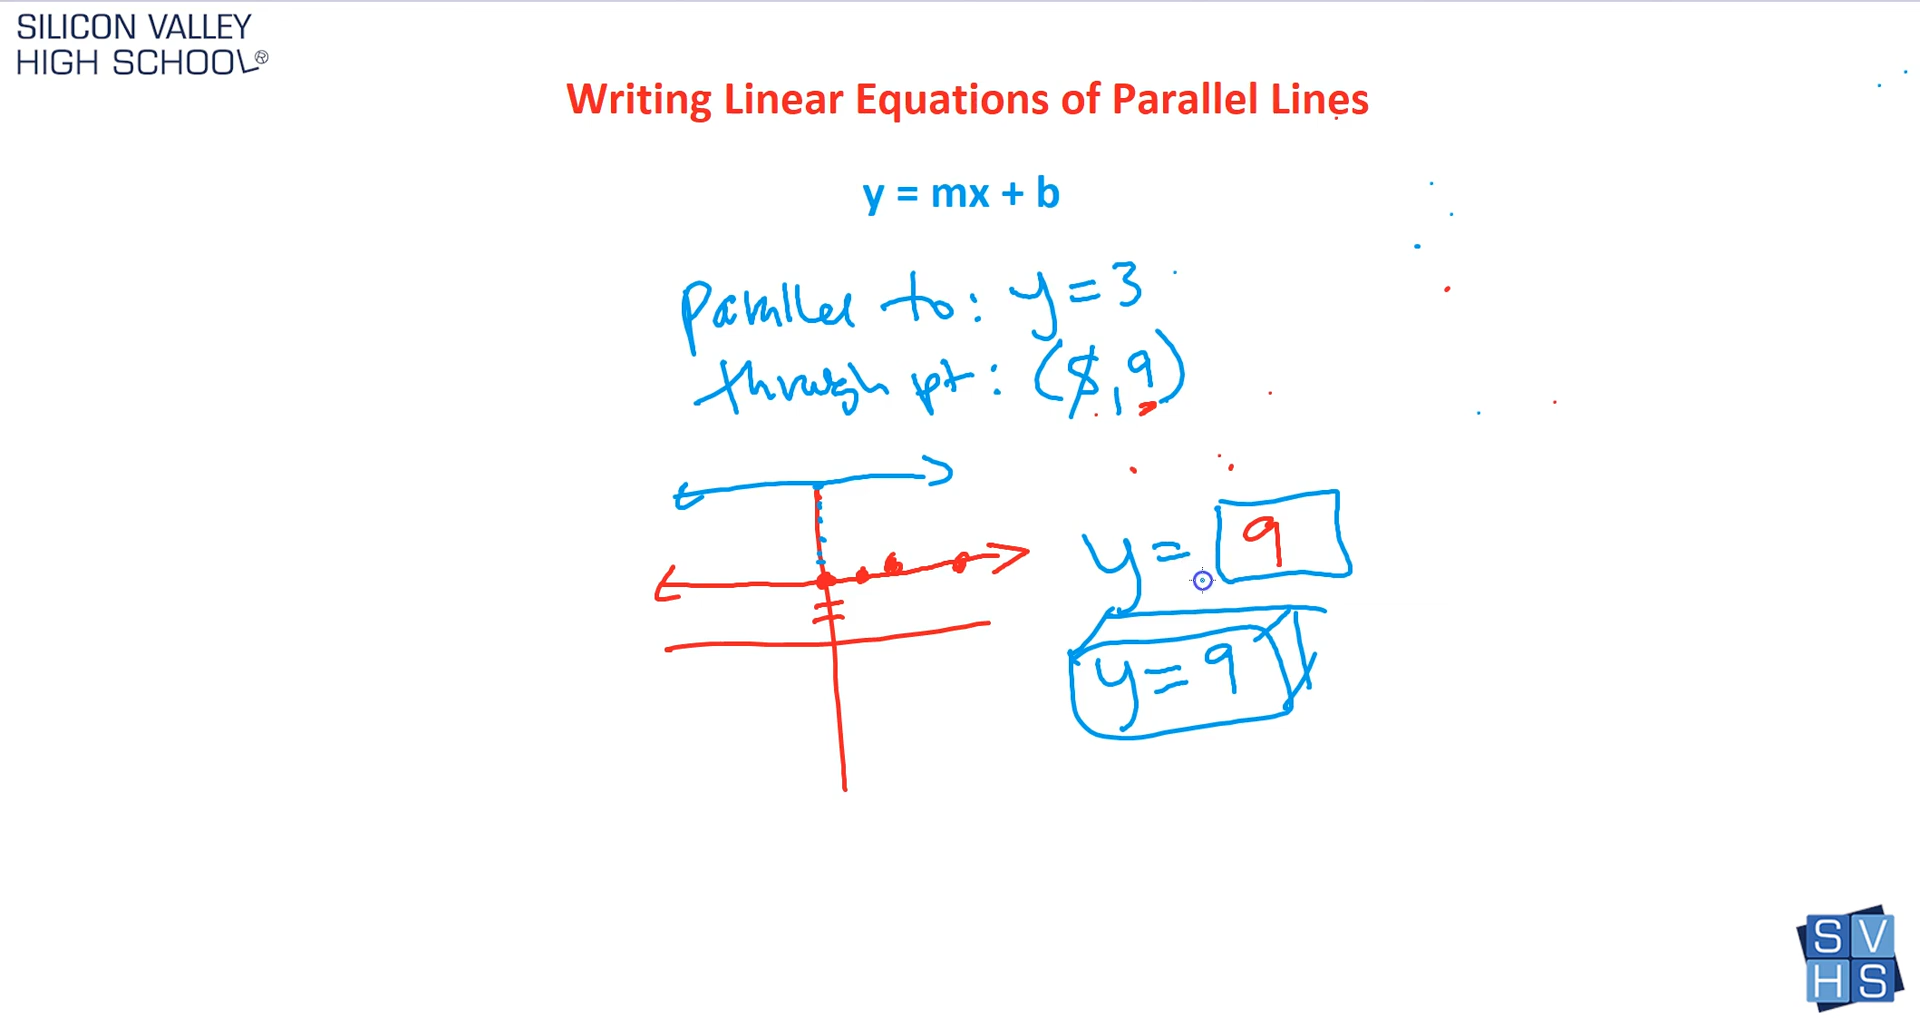 SILICON VALLEY
HIGH SCHOOL®
Writing Linear Equations of Parallel Lines
y = mx + b
Parallel to: y = 3
through pt: (8, 9)
y = 9
y = 9
SV
HS